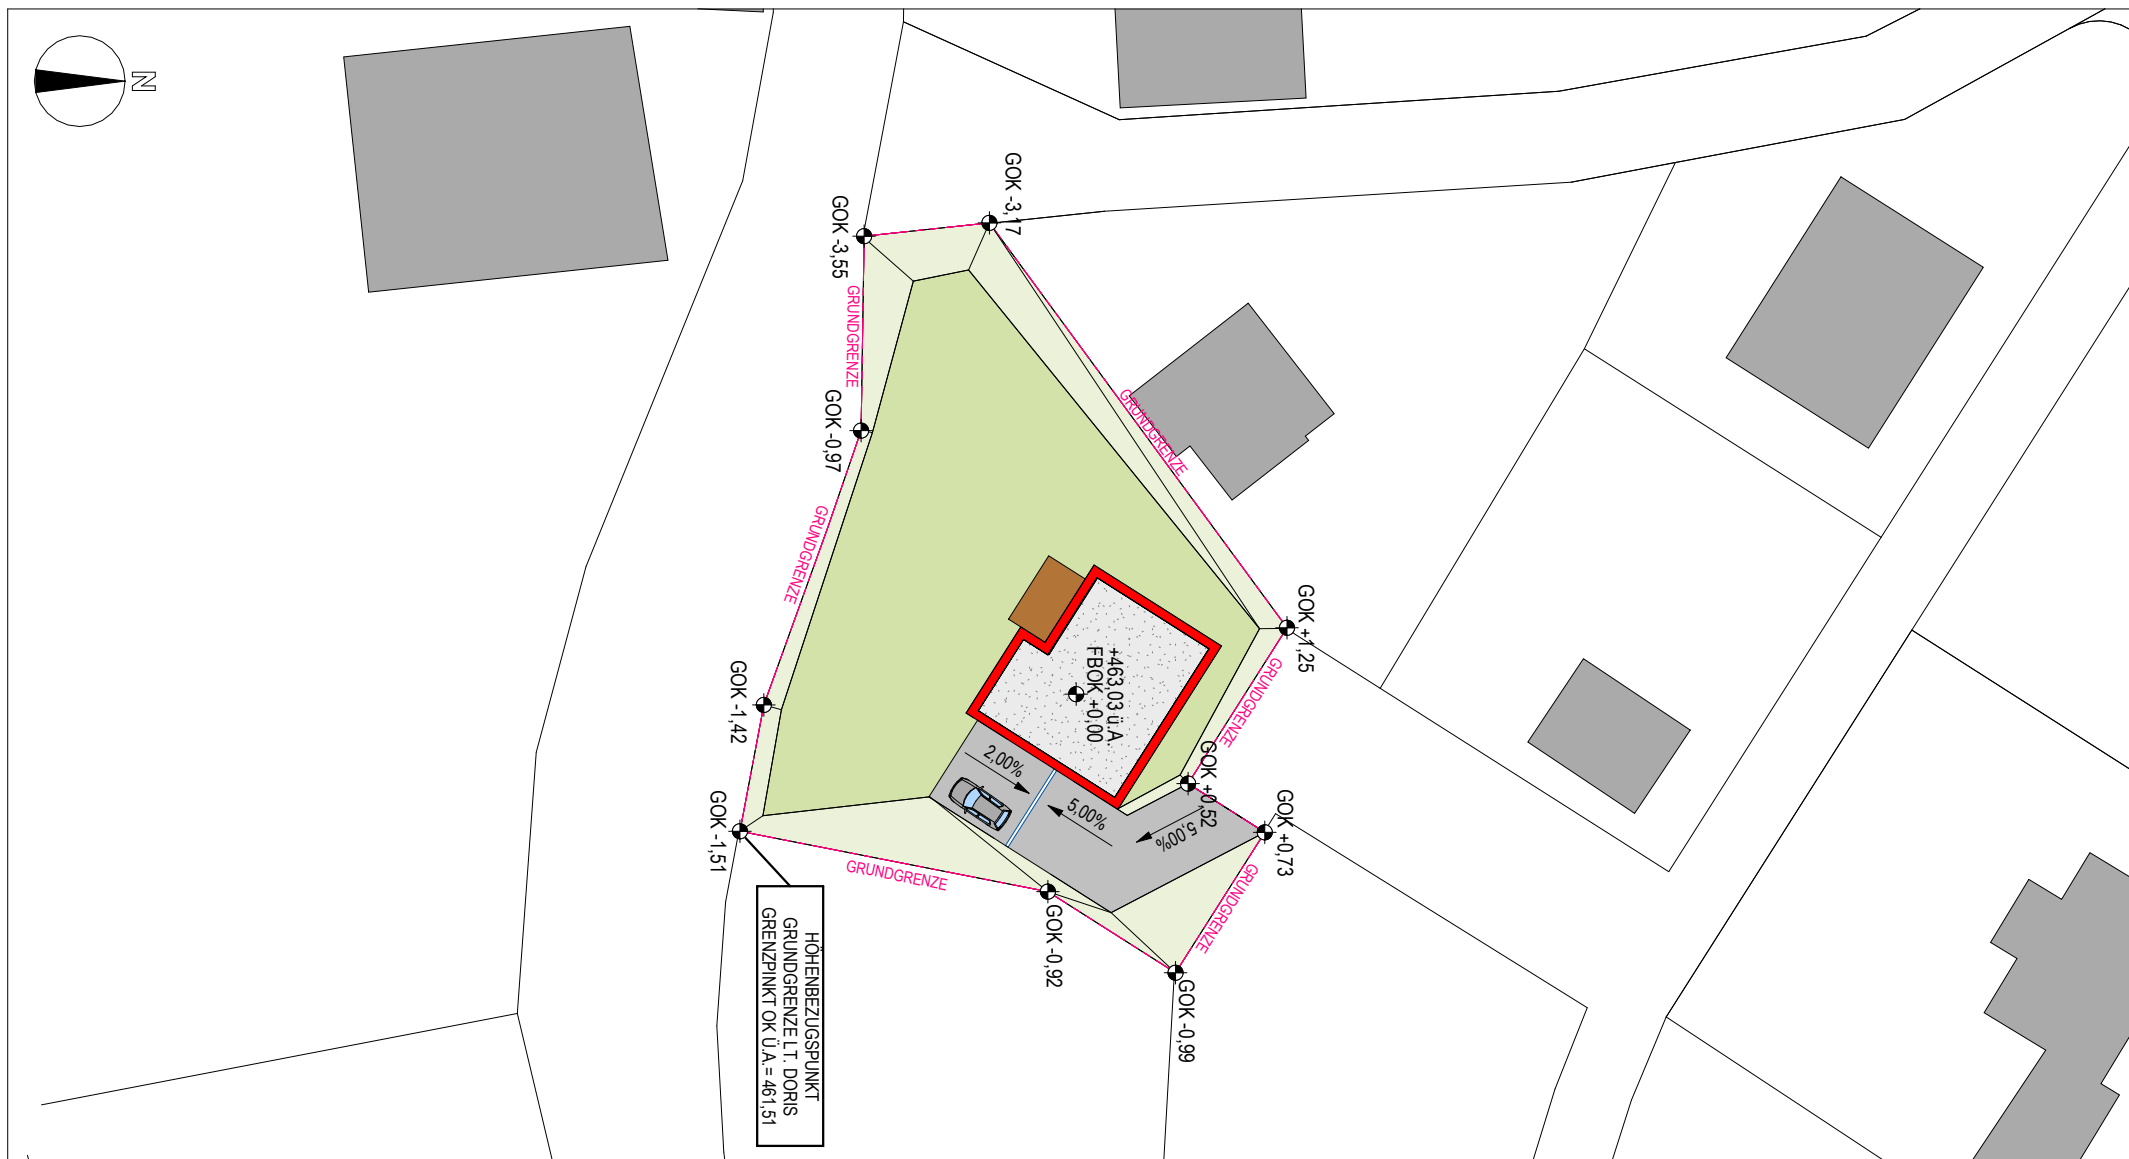 N
GOK -3,17
GOK -3,55
GRUNDGRENZE
GRUNDGRENZE
GOK -0,97
GRUNDGRENZE
GOK +1,25
GRUNDGRENZE
+463,03 ü.A.
FBOK +0,00
GOK -1,42
GOK +0,52
2,00%
5,00%
5,00%
GOK +0,73
GOK -1,51
GRUNDGRENZE
GRUNDGRENZE
GOK -0,92
GOK -0,99
HÖHENBEZUGSPUNKT
GRUNDGRENZE LT. DORIS
GRENZPINKT OK Ü.A. = 461,51